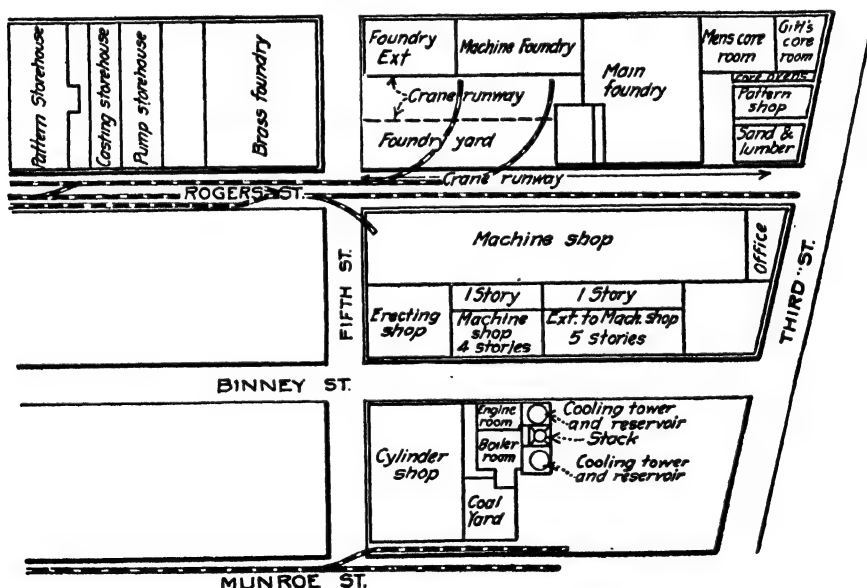 Pattern Storehouse
Casting storehouse
Pump storehouse
Brass foundry
Foundry
Ext
Machine Foundry
Main
foundry
Mens core
room
Girl's
core
room
Core ovens
Pattern
shop
Sand &
lumber
Crane runway
Foundry yard
Crane runway
ROGERS ST.
Machine shop
Office
FIFTH ST.
THIRD ST.
Erecting
shop
1 Story
Machine
shop
4 stories
1 Story
Ext. to Mach. shop
5 stories
BINNEY ST.
Cylinder
shop
Engine
room
Boiler
room
Coal
Yard
Cooling tower
and reservoir
Stack
Cooling tower
and reservoir
MUNROE ST.